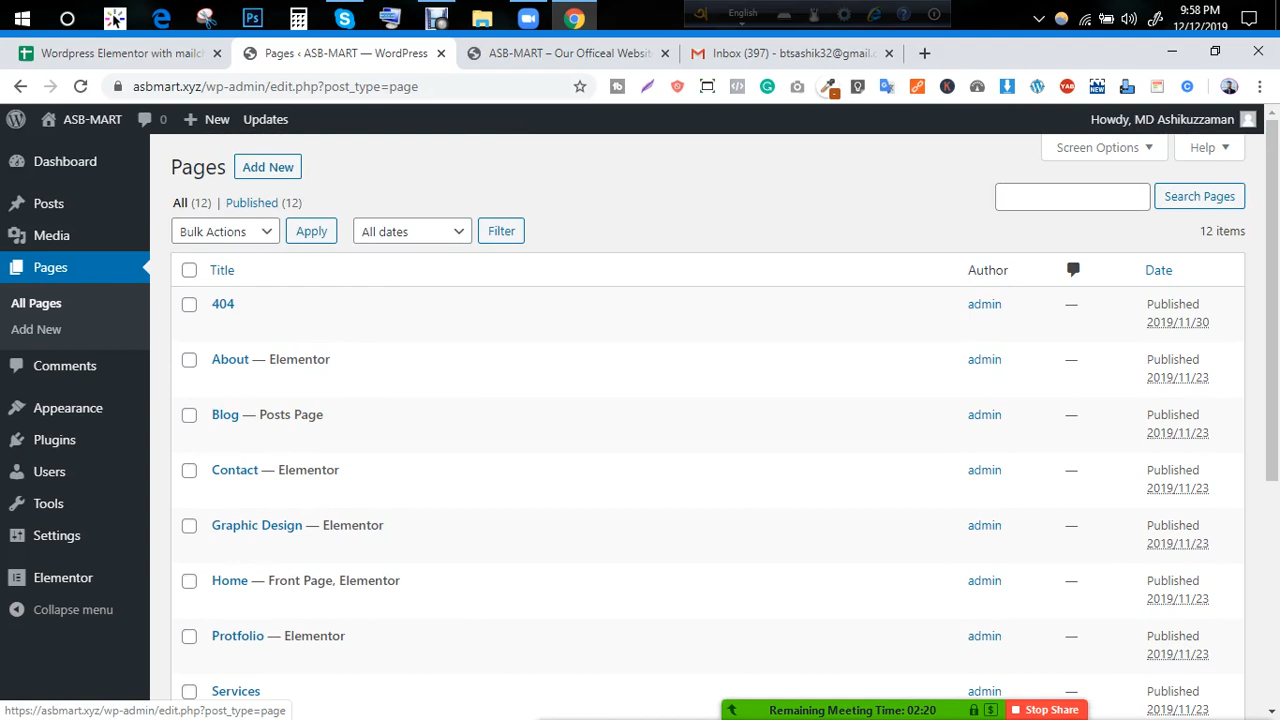 English
9:58 PM
12/12/2019
Wordpress Elementor with mailch
Pages ‹ ASB-MART — WordPress
ASB-MART – Our Officeal Website
Inbox (397) - btsashik32@gmail.c
asbmart.xyz/wp-admin/edit.php?post_type=page
ASB-MART
0
New
Updates
Howdy, MD Ashikuzzaman
Dashboard
Posts
Media
Pages
All Pages
Add New
Comments
Appearance
Plugins
Users
Tools
Settings
Elementor
Collapse menu
Screen Options
Help
Pages
Add New
All (12) | Published (12)
Search Pages
Bulk Actions
Apply
All dates
Filter
12 items
Title
Author
Date
404
admin
—
Published
2019/11/30
About — Elementor
admin
—
Published
2019/11/23
Blog — Posts Page
admin
—
Published
2019/11/23
Contact — Elementor
admin
—
Published
2019/11/23
Graphic Design — Elementor
admin
—
Published
2019/11/23
Home — Front Page, Elementor
admin
—
Published
2019/11/23
Protfolio — Elementor
admin
—
Published
2019/11/23
Services
admin
—
Published
https://asbmart.xyz/wp-admin/edit.php?post_type=page
Remaining Meeting Time: 02:20
Stop Share